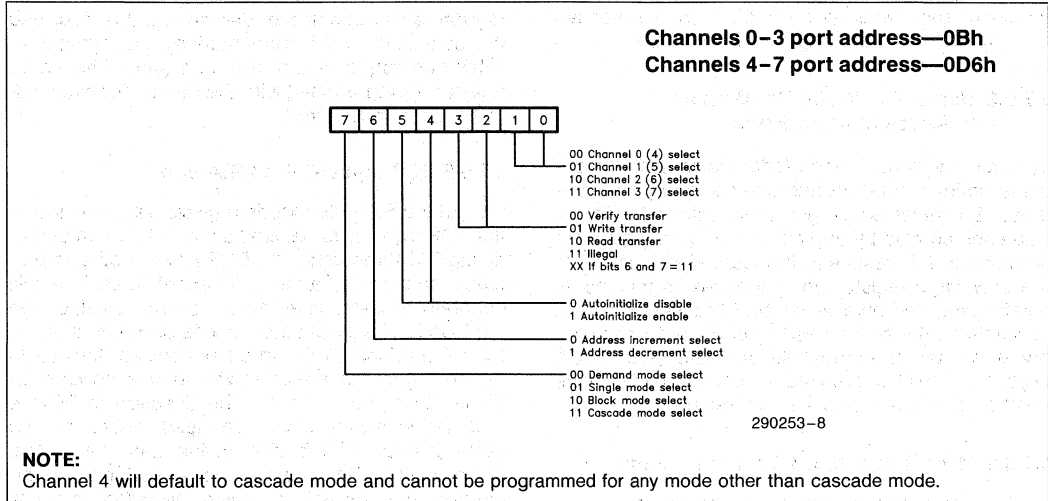 Channels 0–3 port address—0Bh
Channels 4–7 port address—0D6h
7 6 5 4 3 2 1 0
00 Channel 0 (4) select
01 Channel 1 (5) select
10 Channel 2 (6) select
11 Channel 3 (7) select
00 Verify transfer
01 Write transfer
10 Read transfer
11 Illegal
XX If bits 6 and 7 = 11
0 Autoinitialize disable
1 Autoinitialize enable
0 Address increment select
1 Address decrement select
00 Demand mode select
01 Single mode select
10 Block mode select
11 Cascade mode select
290253–8
NOTE:
Channel 4 will default to cascade mode and cannot be programmed for any mode other than cascade mode.